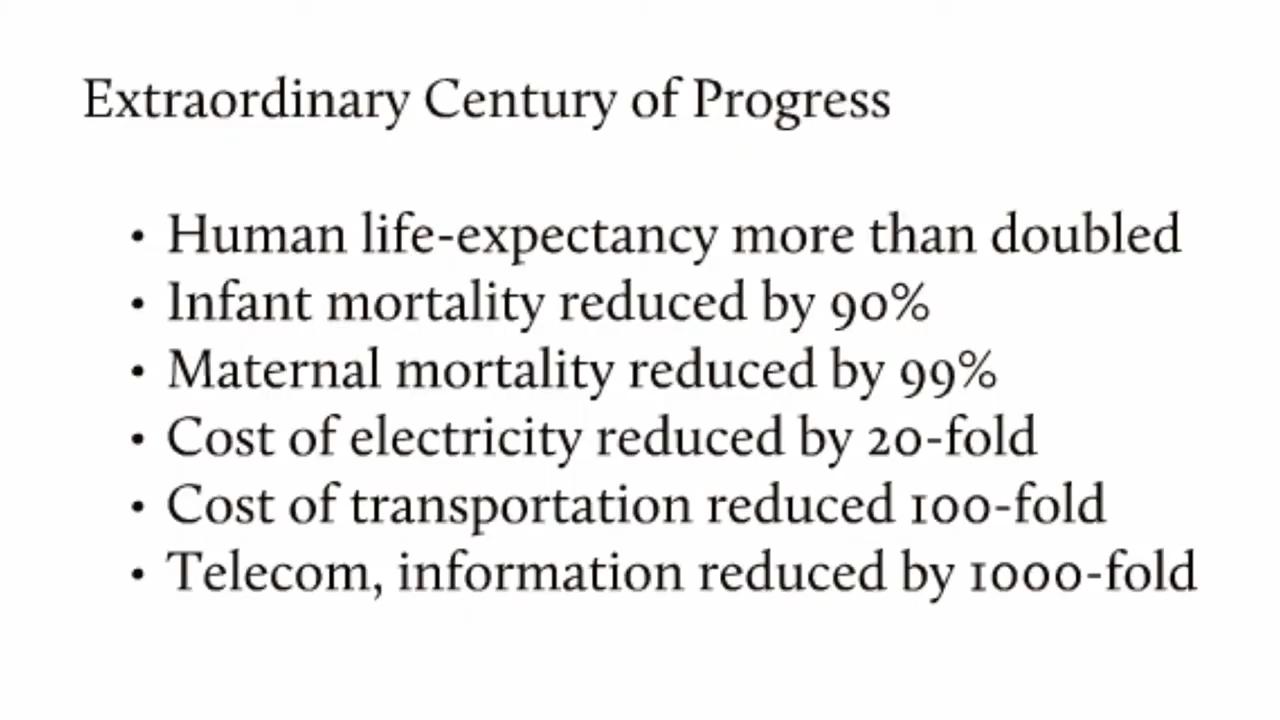 Extraordinary Century of Progress
• Human life-expectancy more than doubled
• Infant mortality reduced by 90%
• Maternal mortality reduced by 99%
• Cost of electricity reduced by 20-fold
• Cost of transportation reduced 100-fold
• Telecom, information reduced by 1000-fold